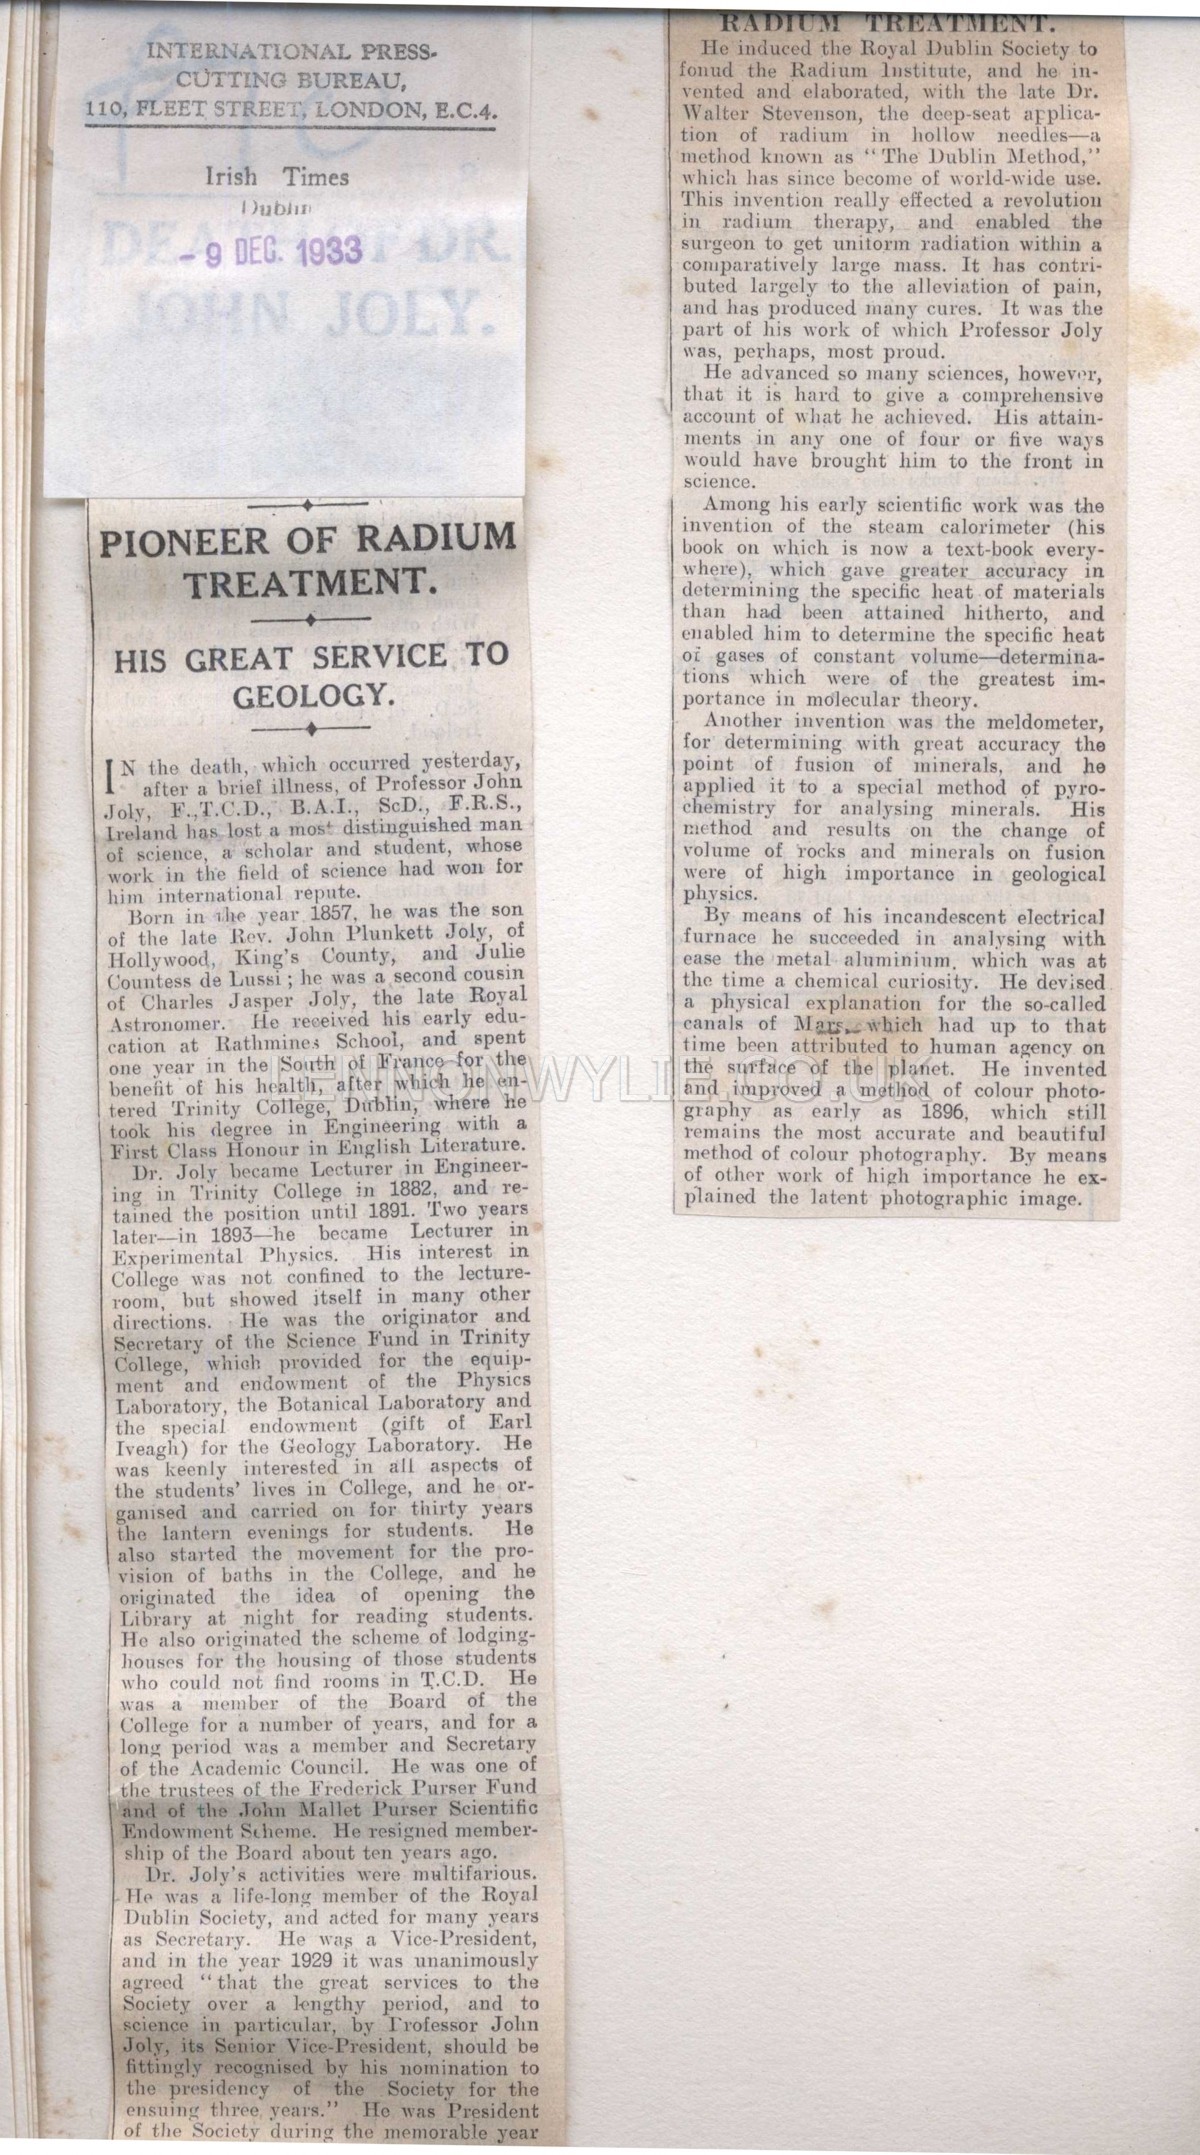 INTERNATIONAL PRESS-
CUTTING BUREAU,
110, FLEET STREET, LONDON, E.C.4.
Irish Times
Dublin
- 9 DEC. 1933
DEATH OF DR.
JOHN JOLY.
PIONEER OF RADIUM
TREATMENT.
HIS GREAT SERVICE TO
GEOLOGY.
IN the death, which occurred yesterday,
after a brief illness, of Professor John
Joly, F.,T.C.D., B.A.I., ScD., F.R.S.,
Ireland has lost a most distinguished man
of science, a scholar and student, whose
work in the field of science had won for
him international repute.
Born in the year 1857, he was the son
of the late Rev. John Plunkett Joly, of
Hollywood, King's County, and Julie
Countess de Lussi; he was a second cousin
of Charles Jasper Joly, the late Royal
Astronomer. He received his early edu-
cation at Rathmines School, and spent
one year in the South of France for the
benefit of his health, after which he en-
tered Trinity College, Dublin, where he
took his degree in Engineering with a
First Class Honour in English Literature.
Dr. Joly became Lecturer in Engineer-
ing in Trinity College in 1882, and re-
tained the position until 1891. Two years
later—in 1893—he became Lecturer in
Experimental Physics. His interest in
College was not confined to the lecture-
room, but showed itself in many other
directions. He was the originator and
Secretary of the Science Fund in Trinity
College, which provided for the equip-
ment and endowment of the Physics
Laboratory, the Botanical Laboratory and
the special endowment (gift of Earl
Iveagh) for the Geology Laboratory. He
was keenly interested in all aspects of
the students' lives in College, and he or-
ganised and carried on for thirty years
the lantern evenings for students. He
also started the movement for the pro-
vision of baths in the College, and he
originated the idea of opening the
Library at night for reading students.
He also originated the scheme of lodging-
houses for the housing of those students
who could not find rooms in T.C.D. He
was a member of the Board of the
College for a number of years, and for a
long period was a member and Secretary
of the Academic Council. He was one of
the trustees of the Frederick Purser Fund
and of the John Mallet Purser Scientific
Endowment Scheme. He resigned member-
ship of the Board about ten years ago.
Dr. Joly's activities were multifarious.
He was a life-long member of the Royal
Dublin Society, and acted for many years
as Secretary. He was a Vice-President,
and in the year 1929 it was unanimously
agreed "that the great services to the
Society over a lengthy period, and to
science in particular, by Professor John
Joly, its Senior Vice-President, should be
fittingly recognised by his nomination to
the presidency of the Society for the
ensuing three years." He was President
of the Society during the memorable year
RADIUM TREATMENT.
He induced the Royal Dublin Society to
fonud the Radium Institute, and he in-
vented and elaborated, with the late Dr.
Walter Stevenson, the deep-seat applica-
tion of radium in hollow needles—a
method known as "The Dublin Method,"
which has since become of world-wide use.
This invention really effected a revolution
in radium therapy, and enabled the
surgeon to get uniform radiation within a
comparatively large mass. It has contri-
buted largely to the alleviation of pain,
and has produced many cures. It was the
part of his work of which Professor Joly
was, perhaps, most proud.
He advanced so many sciences, however,
that it is hard to give a comprehensive
account of what he achieved. His attain-
ments in any one of four or five ways
would have brought him to the front in
science.
Among his early scientific work was the
invention of the steam calorimeter (his
book on which is now a text-book every-
where), which gave greater accuracy in
determining the specific heat of materials
than had been attained hitherto, and
enabled him to determine the specific heat
of gases of constant volume—determina-
tions which were of the greatest im-
portance in molecular theory.
Another invention was the meldometer,
for determining with great accuracy the
point of fusion of minerals, and he
applied it to a special method of pyro-
chemistry for analysing minerals. His
method and results on the change of
volume of rocks and minerals on fusion
were of high importance in geological
physics.
By means of his incandescent electrical
furnace he succeeded in analysing with
ease the metal aluminium, which was at
the time a chemical curiosity. He devised
a physical explanation for the so-called
canals of Mars, which had up to that
time been attributed to human agency on
the surface of the planet. He invented
and improved a method of colour photo-
graphy as early as 1896, which still
remains the most accurate and beautiful
method of colour photography. By means
of other work of high importance he ex-
plained the latent photographic image.
LENNONWYLIE.CO.UK